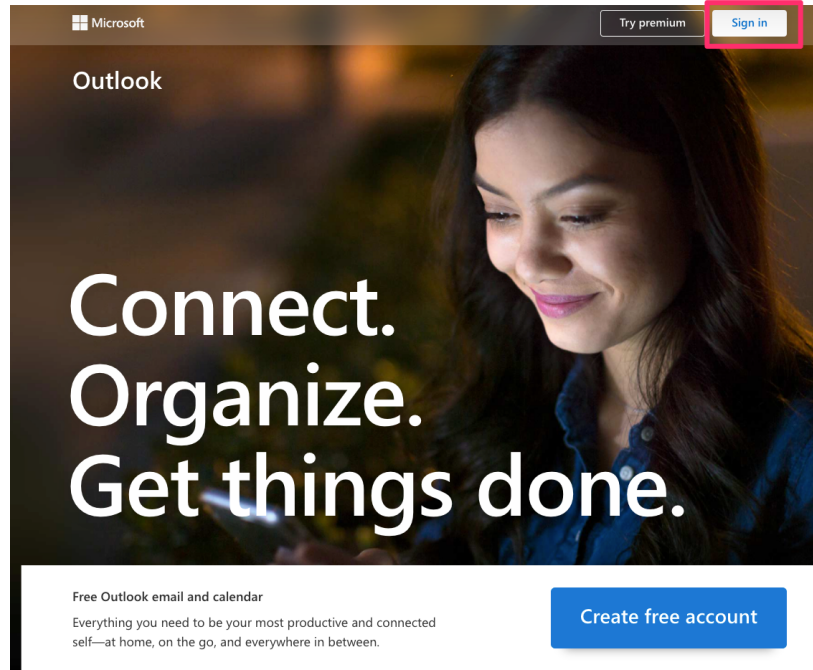 Microsoft
Try premium
Sign in
Outlook
Connect.
Organize.
Get things done.
Free Outlook email and calendar
Everything you need to be your most productive and connected
self—at home, on the go, and everywhere in between.
Create free account